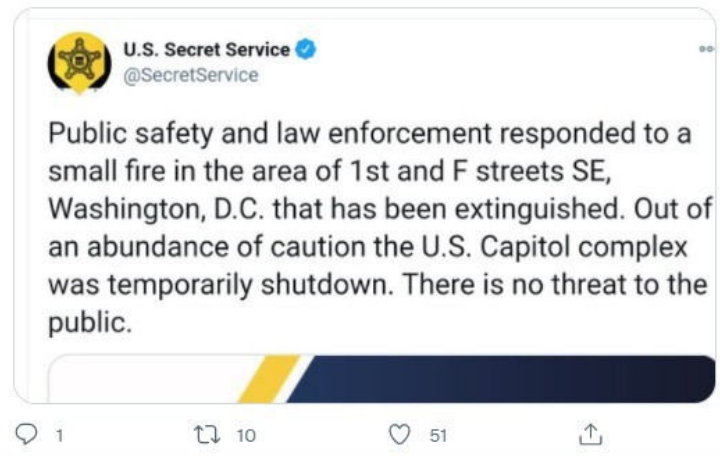 U.S. Secret Service
@SecretService
Public safety and law enforcement responded to a
small fire in the area of 1st and F streets SE,
Washington, D.C. that has been extinguished. Out of
an abundance of caution the U.S. Capitol complex
was temporarily shutdown. There is no threat to the
public.
1 10 51